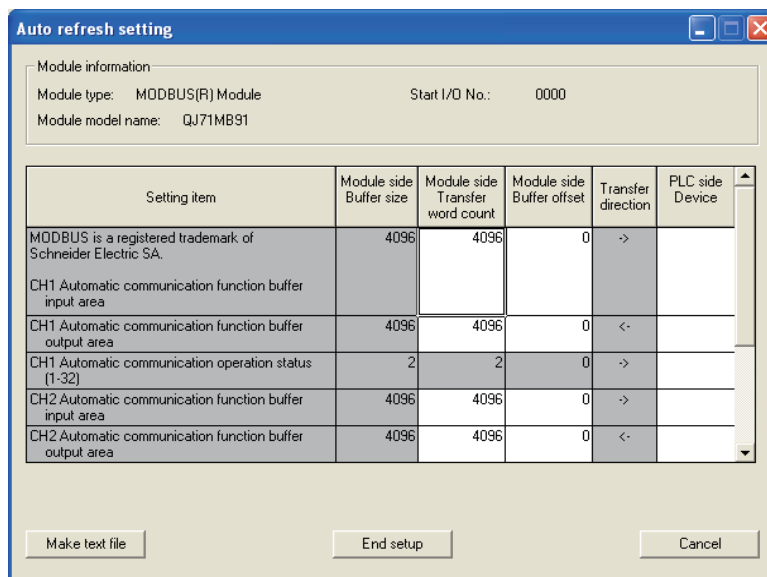 Auto refresh setting
Module information
Module type: MODBUS(R) Module Start I/O No.: 0000
Module model name: QJ71MB91
Setting item Module side Buffer size Module side Transfer word count Module side Buffer offset Transfer direction PLC side Device
MODBUS is a registered trademark of
Schneider Electric SA.
CH1 Automatic communication function buffer
input area 4096 4096 0 ->
CH1 Automatic communication function buffer
output area 4096 4096 0 <-
CH1 Automatic communication operation status
(1-32) 2 2 0 ->
CH2 Automatic communication function buffer
input area 4096 4096 0 ->
CH2 Automatic communication function buffer
output area 4096 4096 0 <-
Make text file End setup Cancel